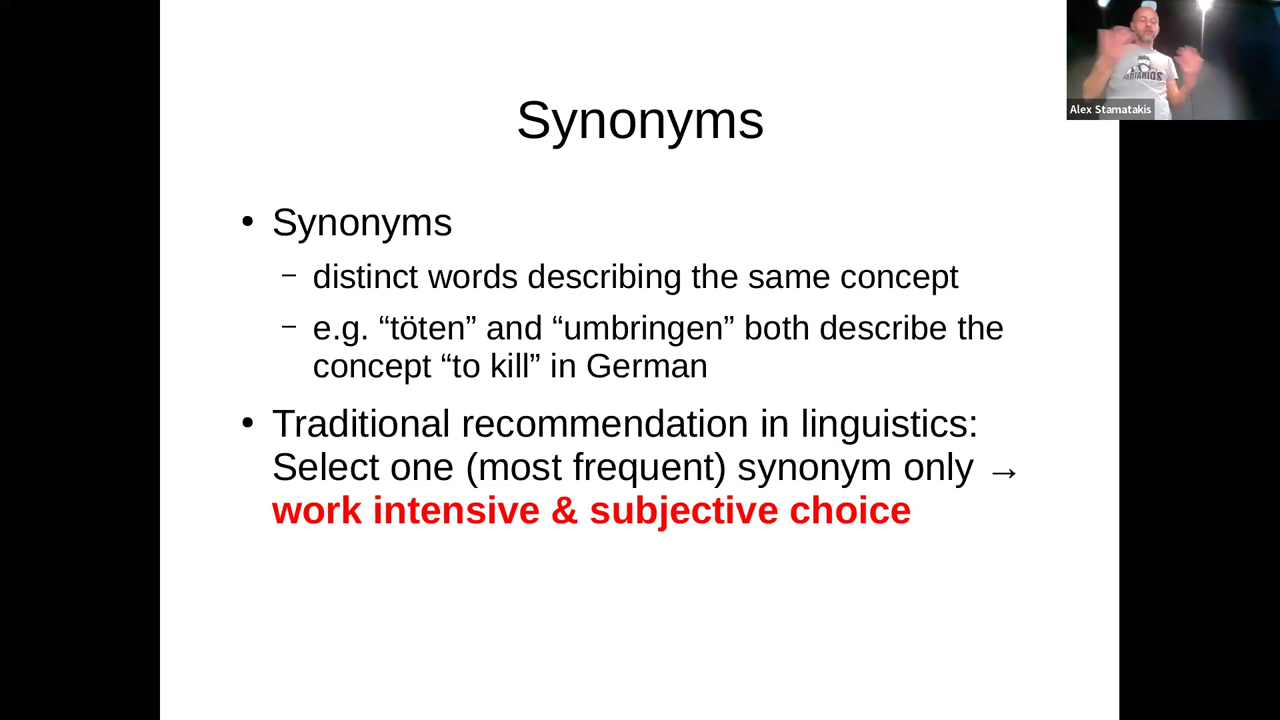 Synonyms
• Synonyms
– distinct words describing the same concept
– e.g. “töten” and “umbringen” both describe the
concept “to kill” in German
• Traditional recommendation in linguistics:
Select one (most frequent) synonym only →
work intensive & subjective choice
Alex Stamatakis